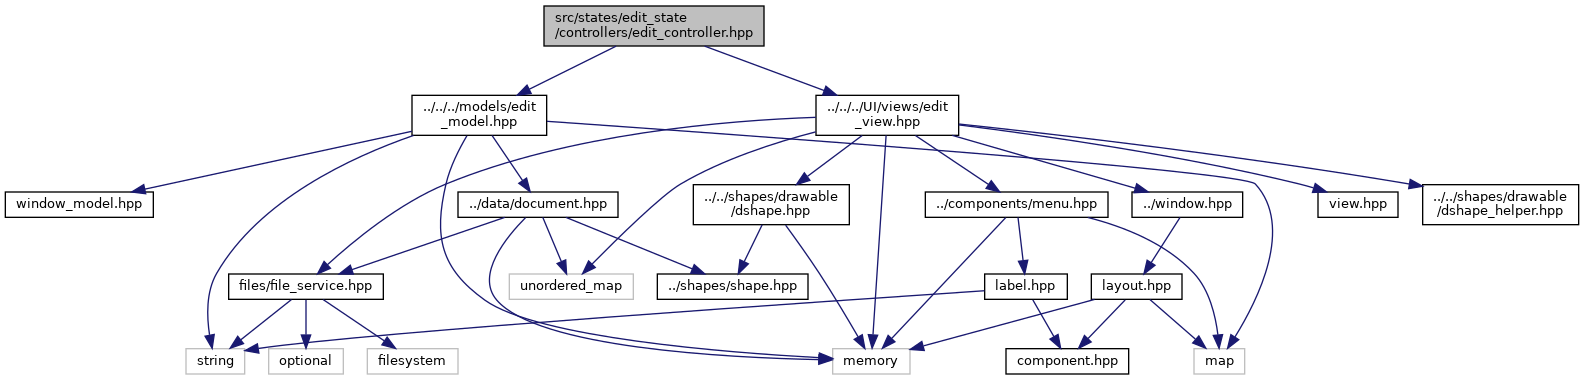 src/states/edit_state
/controllers/edit_controller.hpp
../../../models/edit
_model.hpp
../../../UI/views/edit
_view.hpp
window_model.hpp
../data/document.hpp
../../shapes/drawable
/dshape.hpp
../components/menu.hpp
../window.hpp
view.hpp
../../shapes/drawable
/dshape_helper.hpp
files/file_service.hpp
unordered_map
../shapes/shape.hpp
label.hpp
layout.hpp
string
optional
filesystem
memory
component.hpp
map